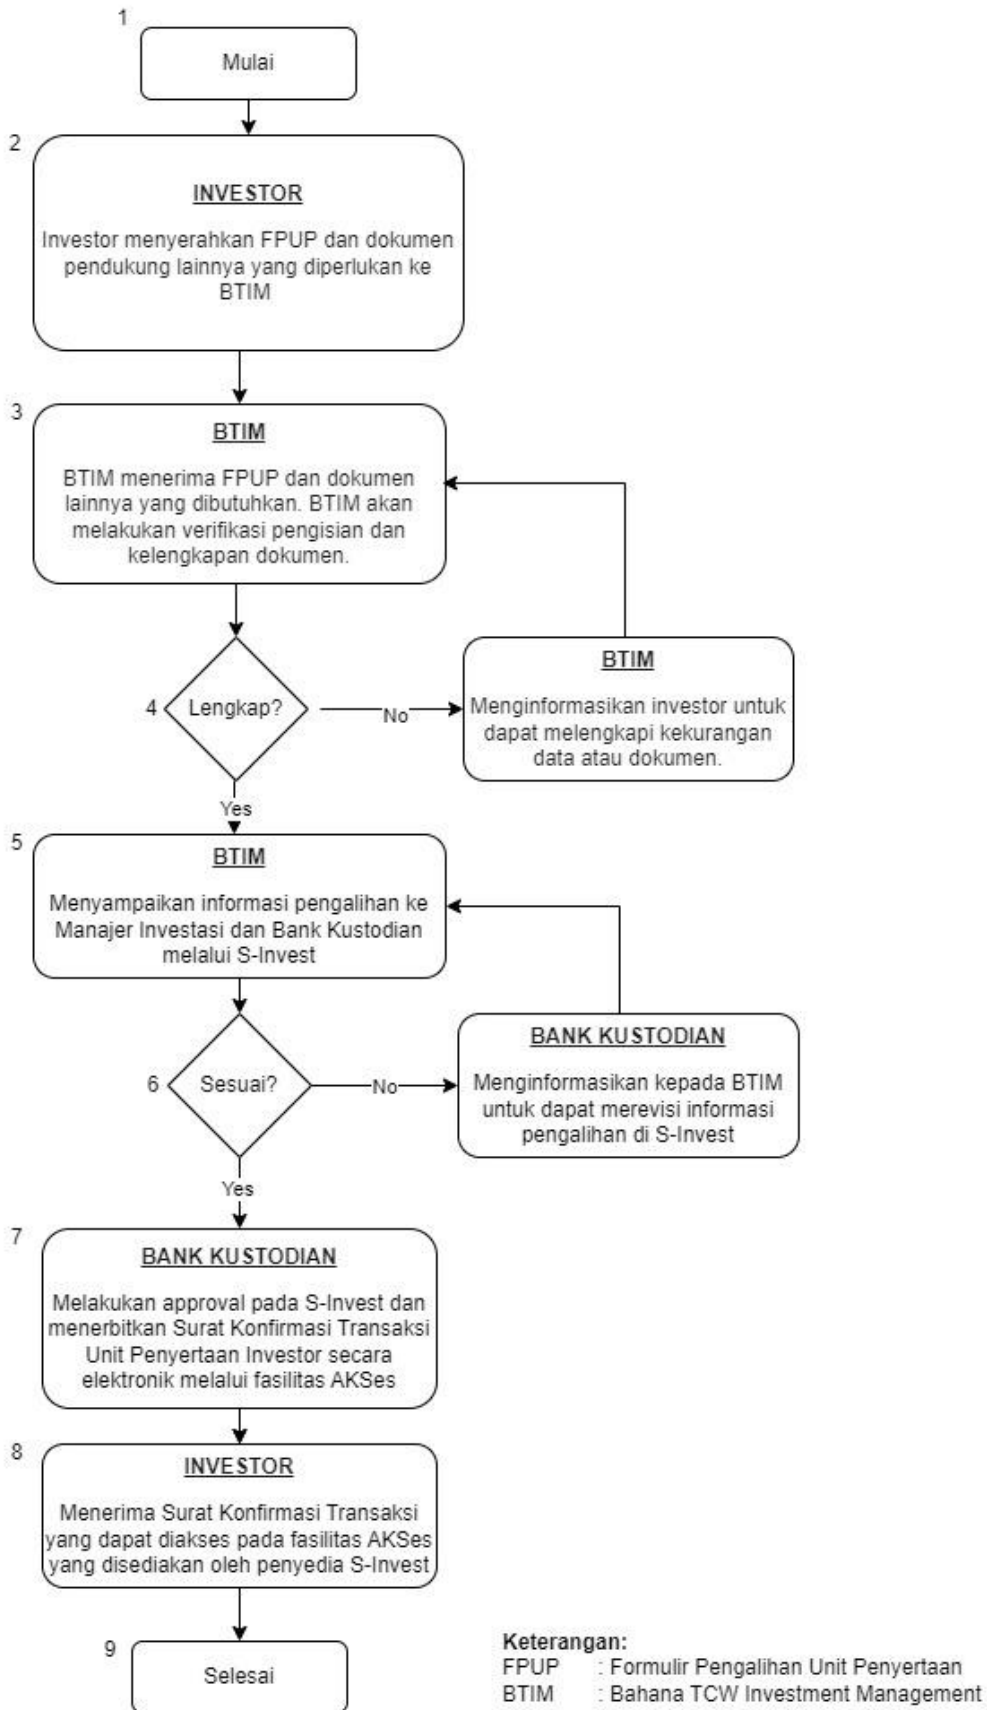 1
Mulai
2
INVESTOR
Investor menyerahkan FPUP dan dokumen
pendukung lainnya yang diperlukan ke
BTIM
3
BTIM
BTIM menerima FPUP dan dokumen
lainnya yang dibutuhkan. BTIM akan
melakukan verifikasi pengisian dan
kelengkapan dokumen.
4
Lengkap?
No
BTIM
Menginformasikan investor untuk
dapat melengkapi kekurangan
data atau dokumen.
Yes
5
BTIM
Menyampaikan informasi pengalihan ke
Manajer Investasi dan Bank Kustodian
melalui S-Invest
6
Sesuai?
No
BANK KUSTODIAN
Menginformasikan kepada BTIM
untuk dapat merevisi informasi
pengalihan di S-Invest
Yes
7
BANK KUSTODIAN
Melakukan approval pada S-Invest dan
menerbitkan Surat Konfirmasi Transaksi
Unit Penyertaan Investor secara
elektronik melalui fasilitas AKSes
8
INVESTOR
Menerima Surat Konfirmasi Transaksi
yang dapat diakses pada fasilitas AKSes
yang disediakan oleh penyedia S-Invest
9
Selesai
Keterangan:
FPUP : Formulir Pengalihan Unit Penyertaan
BTIM : Bahana TCW Investment Management